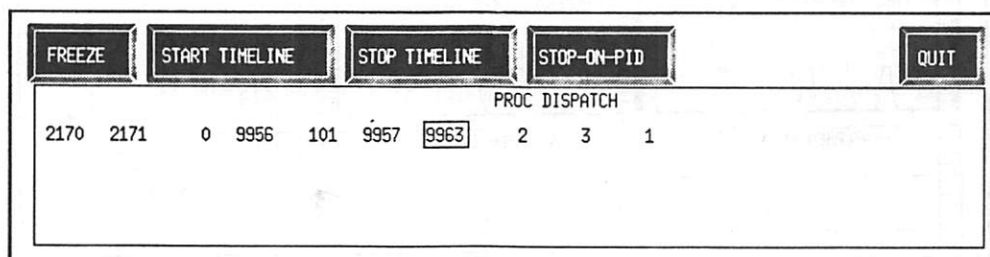 FREEZE START TIMELINE STOP TIMELINE STOP-ON-PID QUIT
PROC DISPATCH
2170 2171 0 9956 101 9957 9963 2 3 1